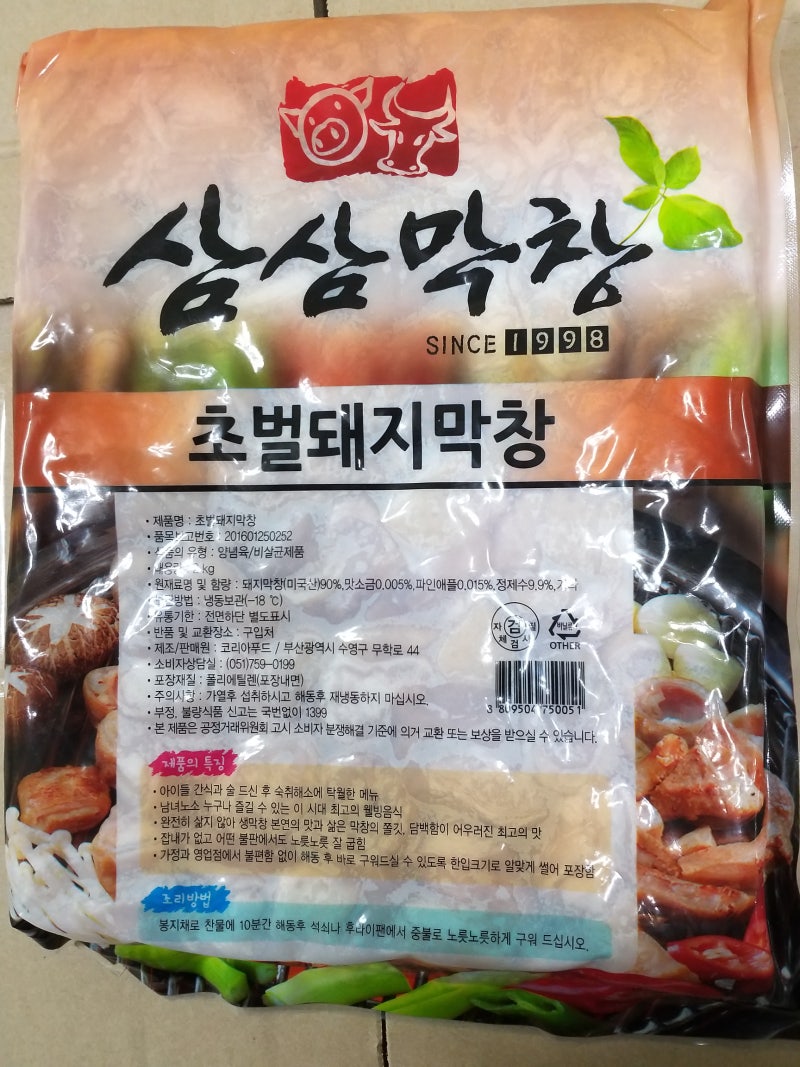 삼삼막창
SINCE 1998
초벌돼지막창
• 제품명 : 초벌돼지막창
• 품목보고번호 : 201601250252
• 식품의 유형 : 양념육/비살균제품
kg
• 원재료명 및 함량 : 돼지막창(미국산)90%,맛소금0.005%,파인애플0.015%,정제수9.9%,기타
• 보관방법 : 냉동보관(-18 ℃)
• 유통기한 : 전면하단 별도표시
• 반품 및 교환장소 : 구입처
• 제조/판매원 : 코리아푸드 / 부산광역시 수영구 무학로 44
• 소비자상담실 : (051)759-0199
• 포장재질 : 폴리에틸렌(포장내면)
• 주의사항 : 가열후 섭취하시고 해동후 재냉동하지 마십시오.
• 부정, 불량식품 신고는 국번없이 1399
• 본 제품은 공정거래위원회 고시 소비자 분쟁해결 기준에 의거 교환 또는 보상을 받으실 수 있습니다.
자 검 필
체 검 사
비닐류
OTHER
3 809504 750051
제품의 특징
• 아이들 간식과 술 드신 후 숙취해소에 탁월한 메뉴
• 남녀노소 누구나 즐길 수 있는 이 시대 최고의 웰빙음식
• 완전히 삶지 않아 생막창 본연의 맛과 삶은 막창의 쫄깃, 담백함이 어우러진 최고의 맛
• 잡내가 없고 어떤 불판에서도 노릇노릇 잘 굽힘
• 가정과 영업점에서 불편함 없이 해동 후 바로 구워드실 수 있도록 한입크기로 알맞게 썰어 포장함
조리방법
봉지채로 찬물에 10분간 해동후 석쇠나 후라이팬에서 중불로 노릇노릇하게 구워 드십시오.